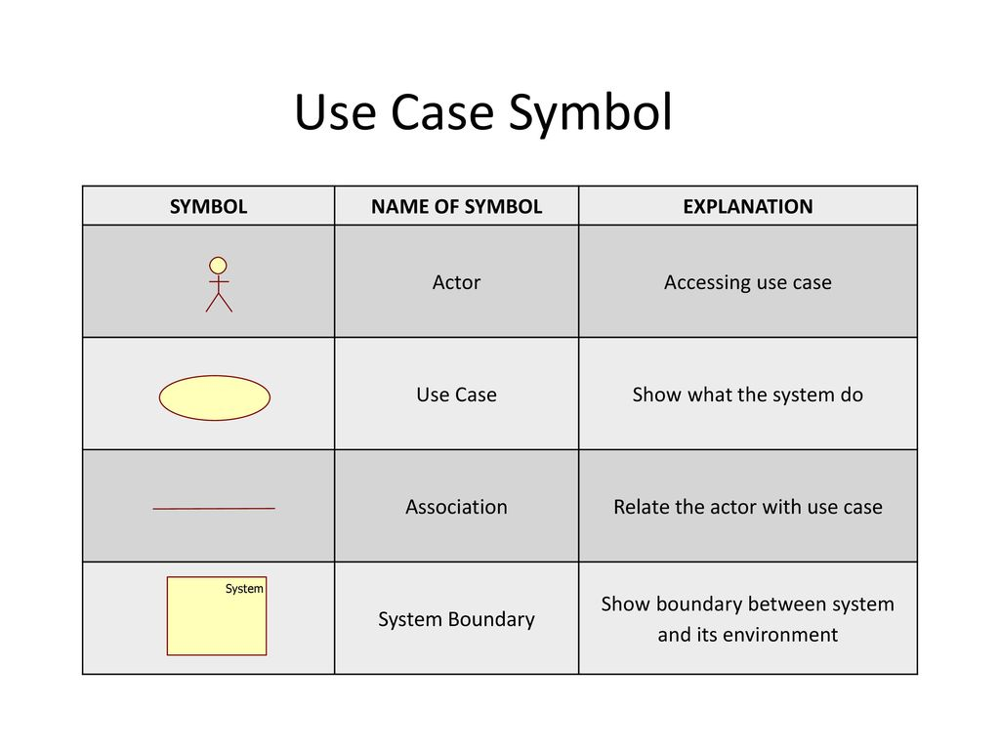 Use Case Symbol
SYMBOL
NAME OF SYMBOL
EXPLANATION
Actor
Accessing use case
Use Case
Show what the system do
Association
Relate the actor with use case
System
System Boundary
Show boundary between system
and its environment